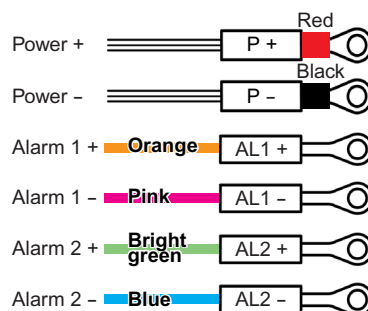 Red
Power + P +
Black
Power – P –
Alarm 1 + Orange AL1 +
Alarm 1 – Pink AL1 –
Alarm 2 + Bright green AL2 +
Alarm 2 – Blue AL2 –